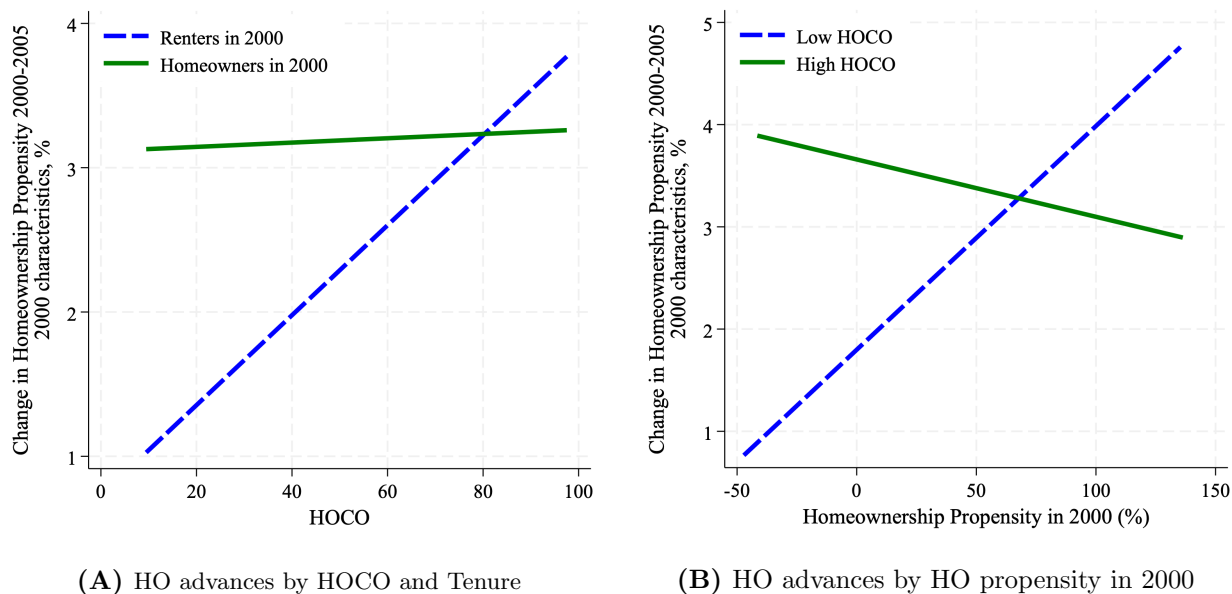 Change in Homeownership Propensity 2000-2005
2000 characteristics, %
4
3
2
1
Renters in 2000
Homeowners in 2000
0
20
40
60
80
100
HOCO
(A) HO advances by HOCO and Tenure
Change in Homeownership Propensity 2000-2005
2000 characteristics, %
5
4
3
2
1
Low HOCO
High HOCO
-50
0
50
100
150
Homeownership Propensity in 2000 (%)
(B) HO advances by HO propensity in 2000